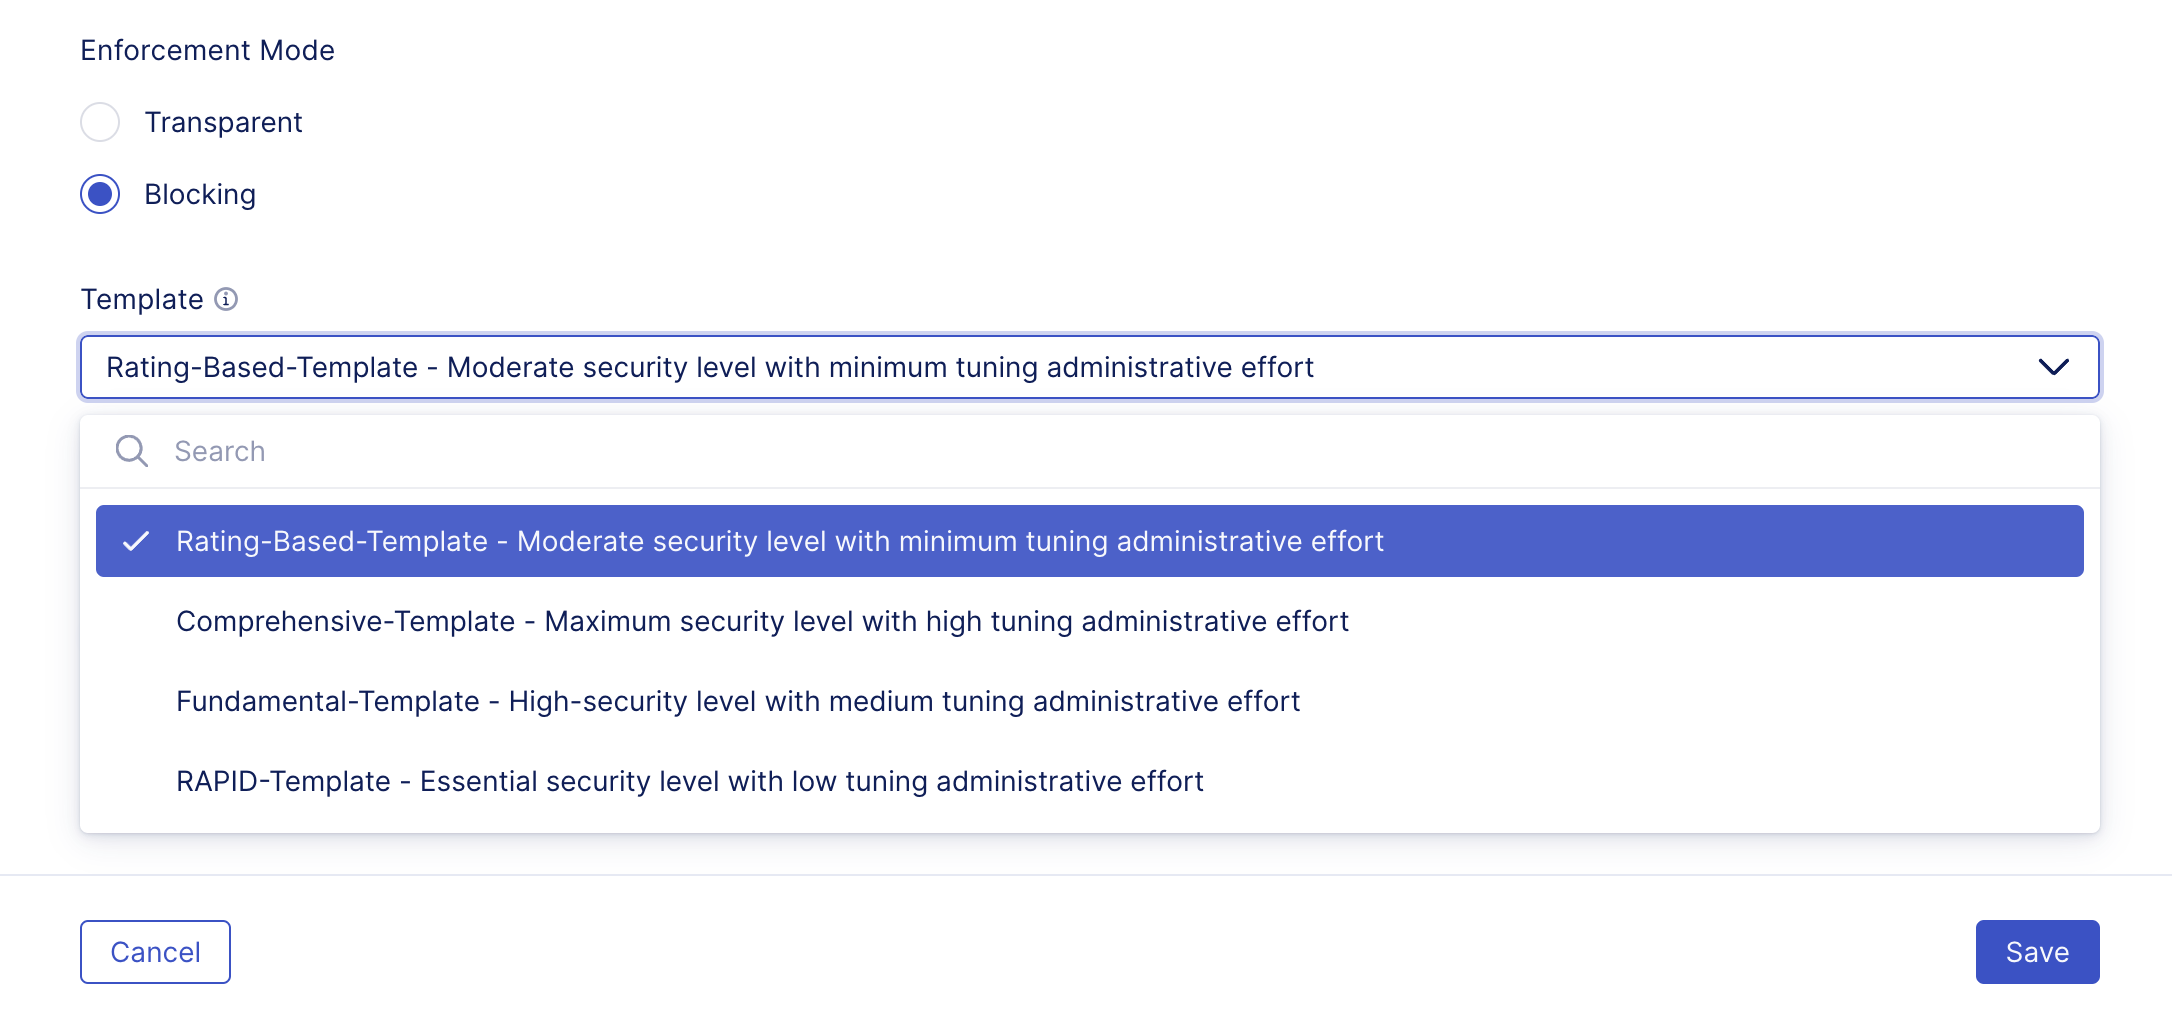 Enforcement Mode
Transparent
Blocking
Template
Rating-Based-Template - Moderate security level with minimum tuning administrative effort
Search
Rating-Based-Template - Moderate security level with minimum tuning administrative effort
Comprehensive-Template - Maximum security level with high tuning administrative effort
Fundamental-Template - High-security level with medium tuning administrative effort
RAPID-Template - Essential security level with low tuning administrative effort
Cancel
Save